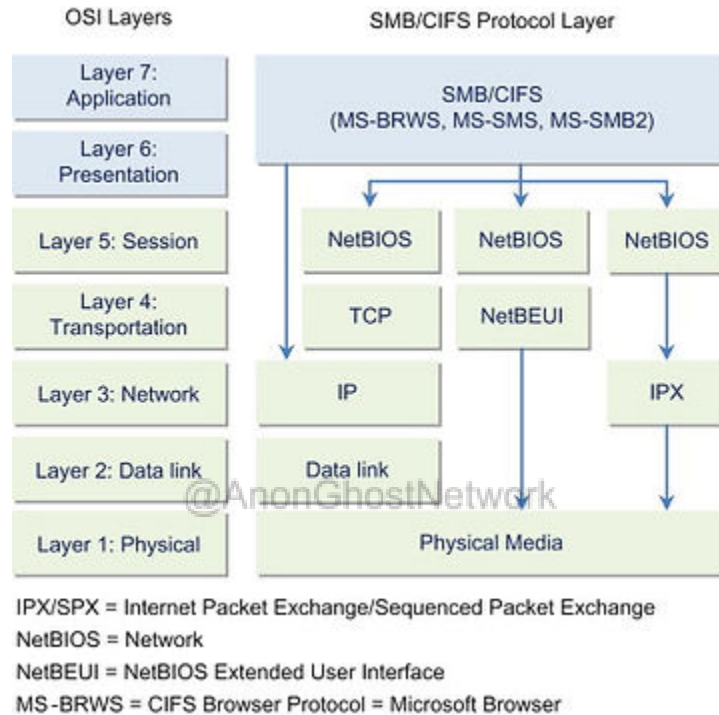 OSI Layers
SMB/CIFS Protocol Layer
Layer 7:
Application
Layer 6:
Presentation
Layer 5: Session
Layer 4:
Transportation
Layer 3: Network
Layer 2: Data link
Layer 1: Physical
SMB/CIFS
(MS-BRWS, MS-SMS, MS-SMB2)
NetBIOS
NetBIOS
NetBIOS
TCP
NetBEUI
IP
IPX
Data link
Physical Media
@AnonGhostNetwork
IPX/SPX = Internet Packet Exchange/Sequenced Packet Exchange
NetBIOS = Network
NetBEUI = NetBIOS Extended User Interface
MS-BRWS = CIFS Browser Protocol = Microsoft Browser